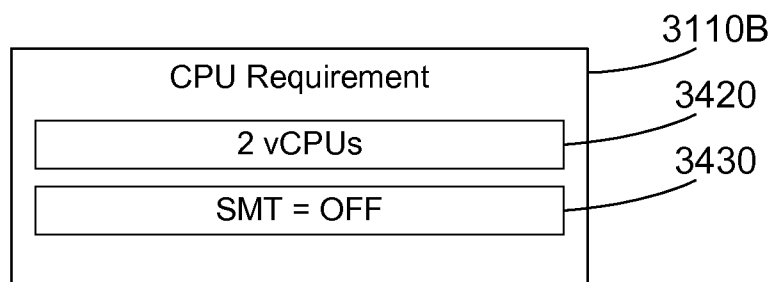 3110B
CPU Requirement
3420
2 vCPUs
3430
SMT = OFF